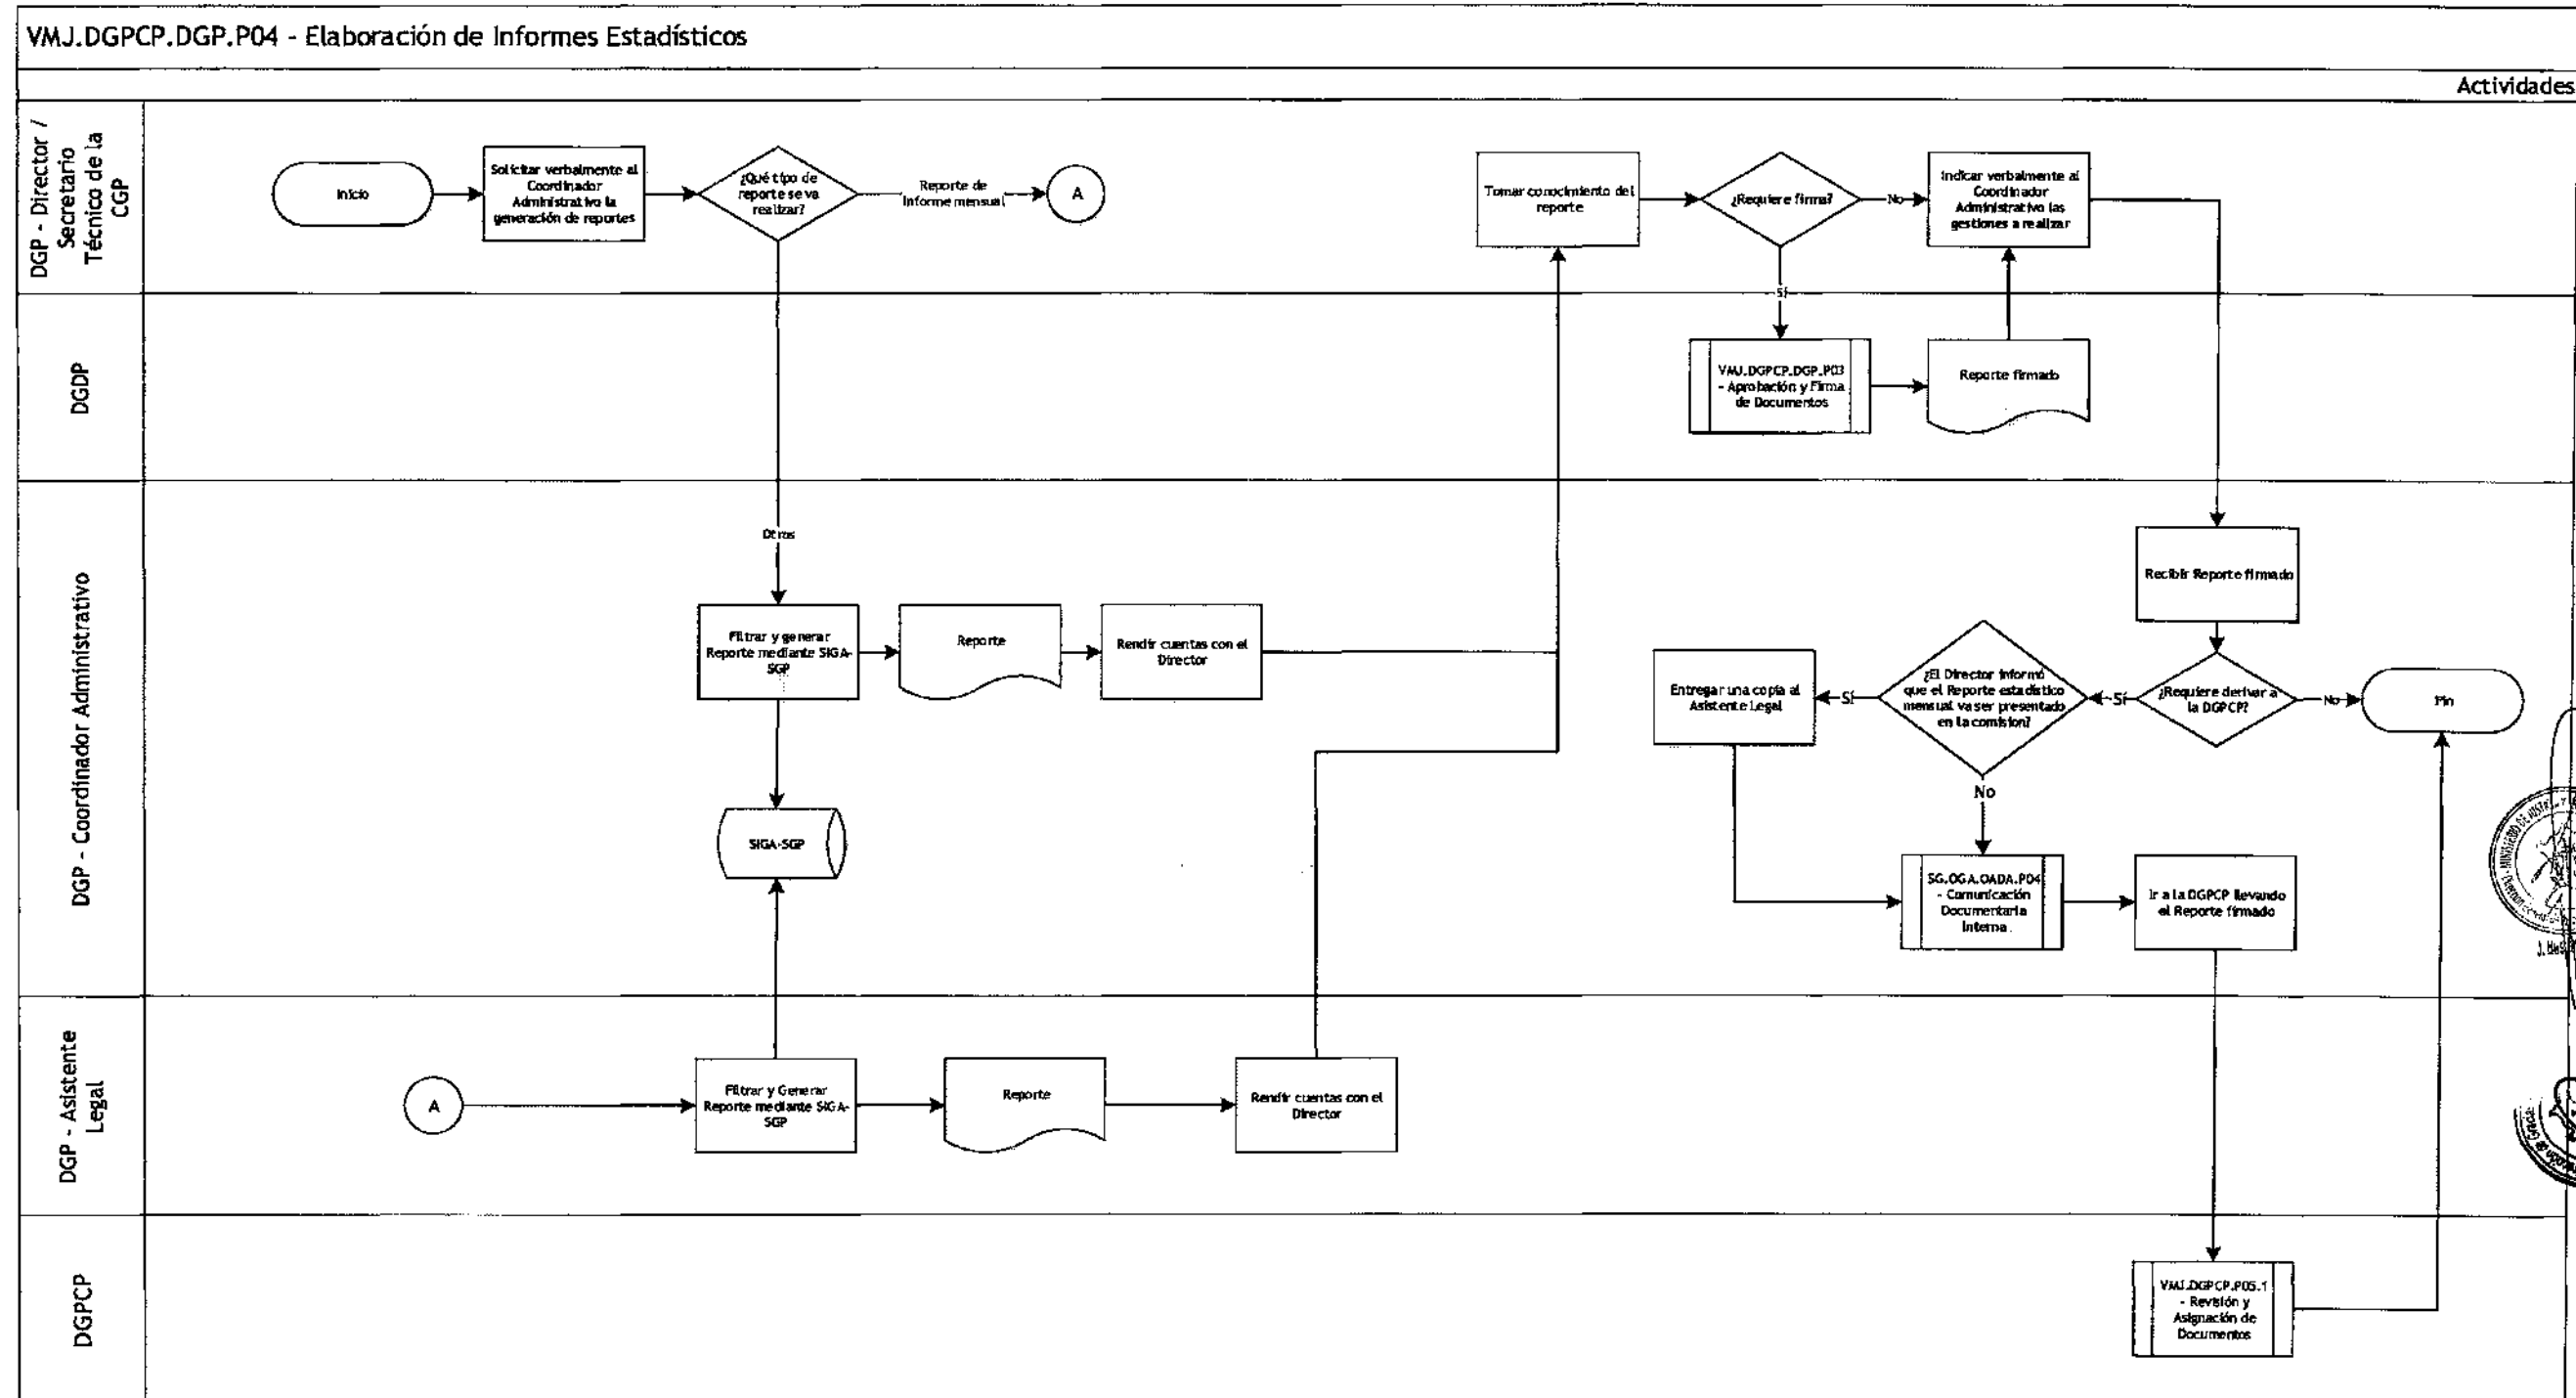 VMJ.DGPCP.DGP.P04 - Elaboración de Informes Estadísticos
Actividades
DGP - Director /
Secretario
Técnico de la
CGP
Inicio
Solicitar verbalmente al
Coordinador
Administrativo la
generación de reportes
¿Qué tipo de
reporte se va
realizar?
Reporte de
Informe mensual
A
Tomar conocimiento del
reporte
¿Requiere firma?
No
Indicar verbalmente al
Coordinador
Administrativo las
gestiones a realizar
Sí
DGDP
VMJ.DGPCP.DGP.P03
- Aprobación y Firma
de Documentos
Reporte firmado
DGP - Coordinador Administrativo
Otros
Filtrar y generar
Reporte mediante SIGA-
SGP
Reporte
Rendir cuentas con el
Director
SIGA-SGP
Recibir Reporte firmado
¿Requiere derivar a
la DGPCP?
No
Fin
Sí
¿El Director informó
que el Reporte estadístico
mensual va ser presentado
en la comision?
Sí
Entregar una copia al
Asistente Legal
No
SG.OGA.OADA.P04
- Comunicación
Documentaria
Interna
Ir a la DGPCP llevando
el Reporte firmado
DGP - Asistente
Legal
A
Filtrar y Generar
Reporte mediante SIGA-
SGP
Reporte
Rendir cuentas con el
Director
DGPCP
VMJ.DGPCP.P05.1
- Revisión y
Asignación de
Documentos